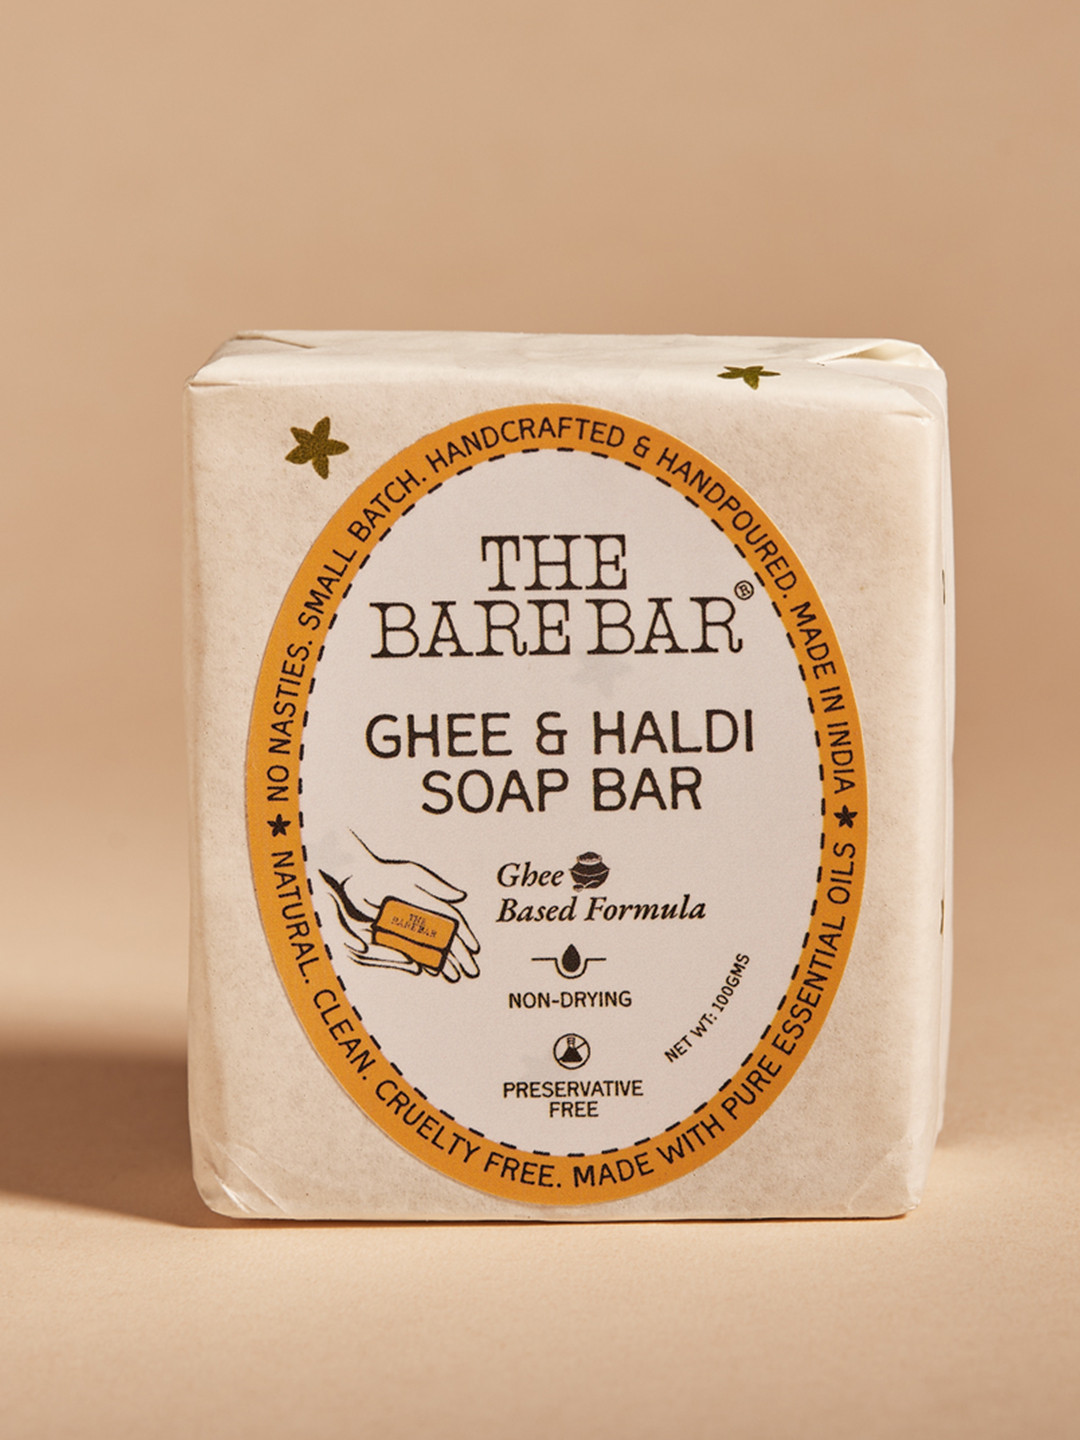 NO NASTIES. SMALL BATCH. HANDCRAFTED & HANDPOURED. MADE IN INDIA
THE
BARE BAR®
GHEE & HALDI
SOAP BAR
Ghee
Based Formula
THE
BARE BAR
NON-DRYING
NET WT: 100GMS
PRESERVATIVE
FREE
NATURAL. CLEAN. CRUELTY FREE. MADE WITH PURE ESSENTIAL OILS